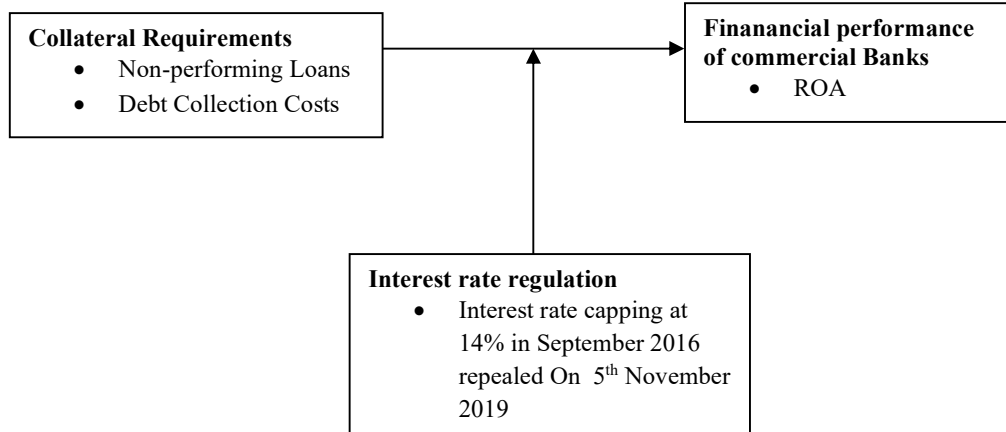 Collateral Requirements
• Non-performing Loans
• Debt Collection Costs
Finanancial performance
of commercial Banks
• ROA
Interest rate regulation
• Interest rate capping at
14% in September 2016
repealed On 5th November
2019